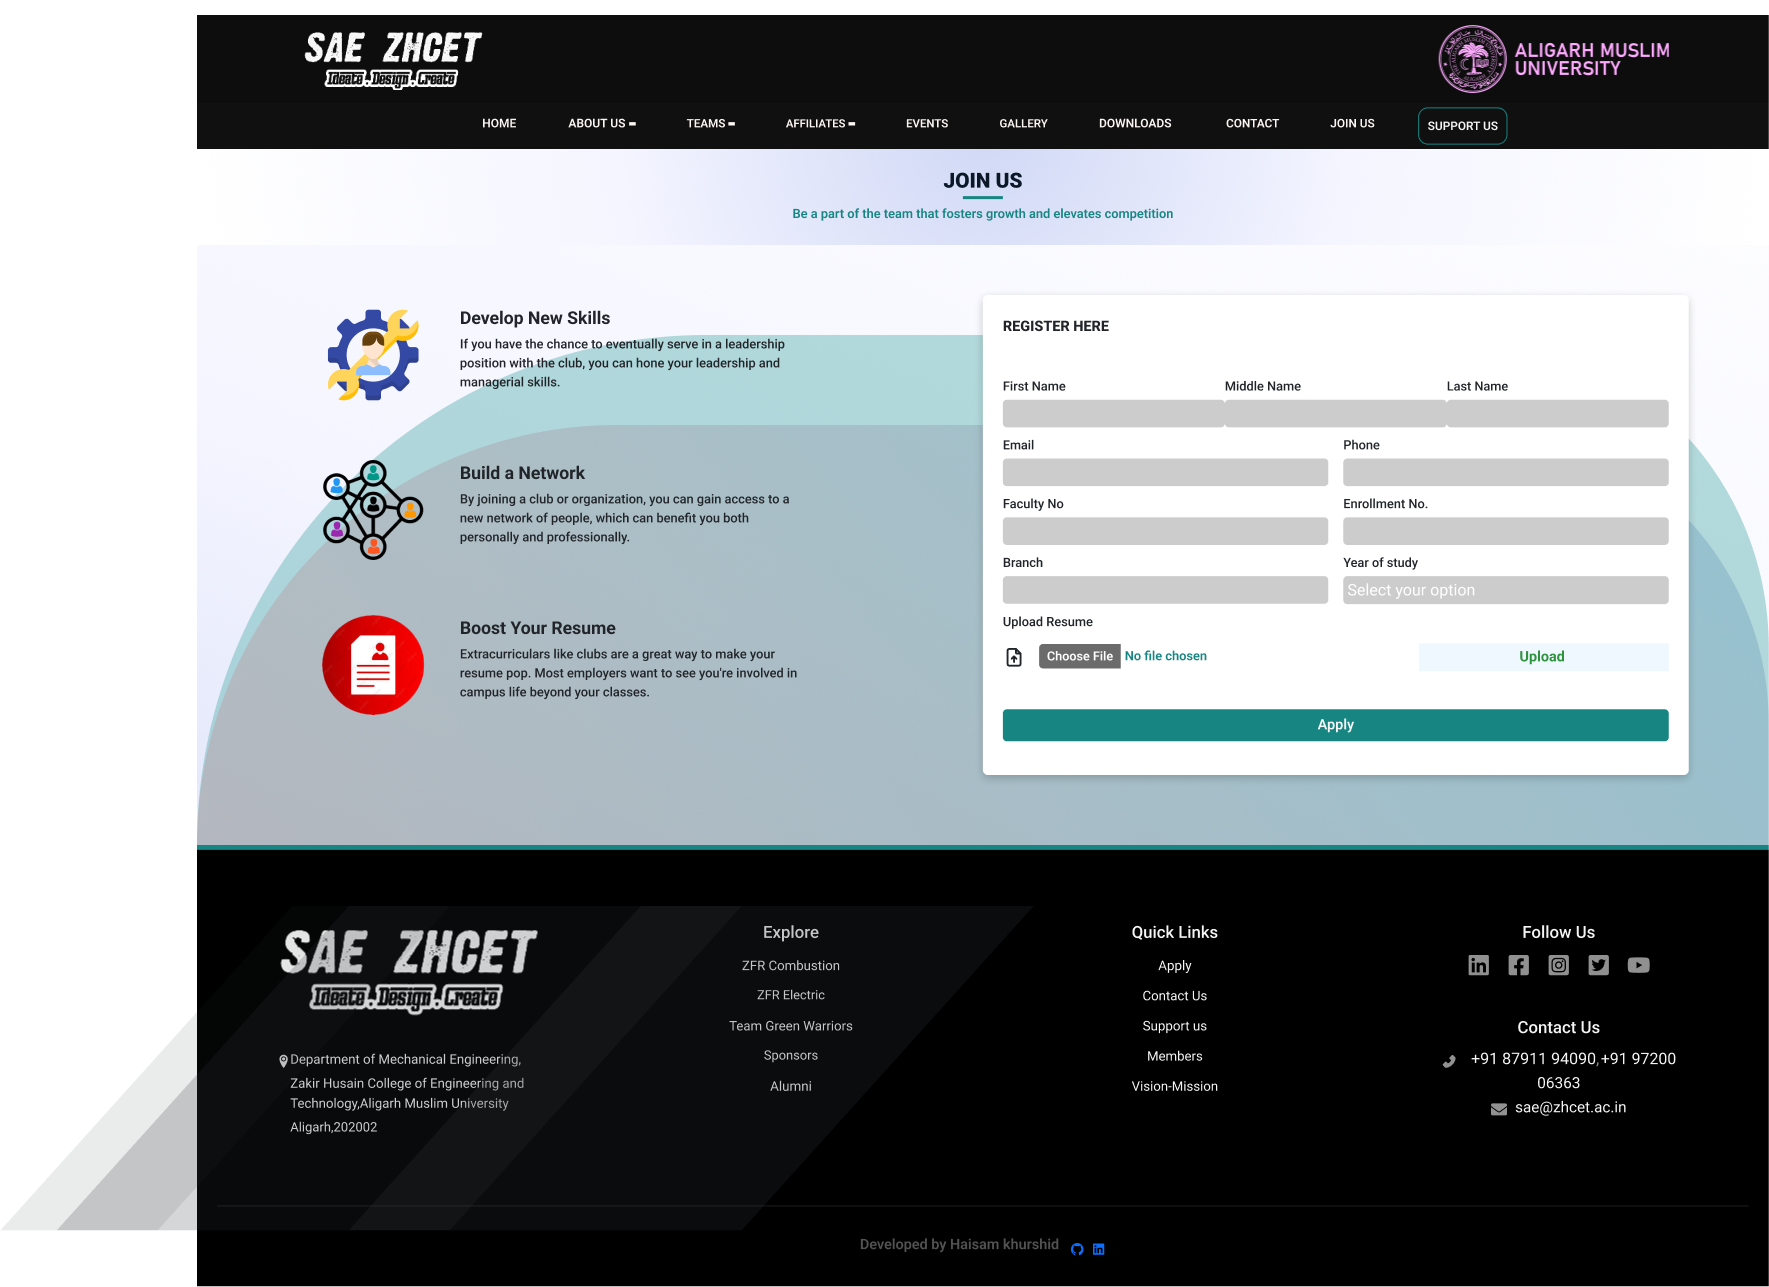 SAE ZHCET
Ideate . Design . Create
ALIGARH MUSLIM
UNIVERSITY
HOME ABOUT US TEAMS AFFILIATES EVENTS GALLERY DOWNLOADS CONTACT JOIN US SUPPORT US
JOIN US
Be a part of the team that fosters growth and elevates competition
Develop New Skills
If you have the chance to eventually serve in a leadership
position with the club, you can hone your leadership and
managerial skills.
Build a Network
By joining a club or organization, you can gain access to a
new network of people, which can benefit you both
personally and professionally.
Boost Your Resume
Extracurriculars like clubs are a great way to make your
resume pop. Most employers want to see you're involved in
campus life beyond your classes.
REGISTER HERE
First Name Middle Name Last Name
Email Phone
Faculty No Enrollment No.
Branch Year of study
Select your option
Upload Resume
Choose File No file chosen Upload
Apply
SAE ZHCET
Ideate . Design . Create
Department of Mechanical Engineering,
Zakir Husain College of Engineering and
Technology,Aligarh Muslim University
Aligarh,202002
Explore
ZFR Combustion
ZFR Electric
Team Green Warriors
Sponsors
Alumni
Quick Links
Apply
Contact Us
Support us
Members
Vision-Mission
Follow Us
Contact Us
+91 87911 94090,+91 97200
06363
sae@zhcet.ac.in
Developed by Haisam khurshid